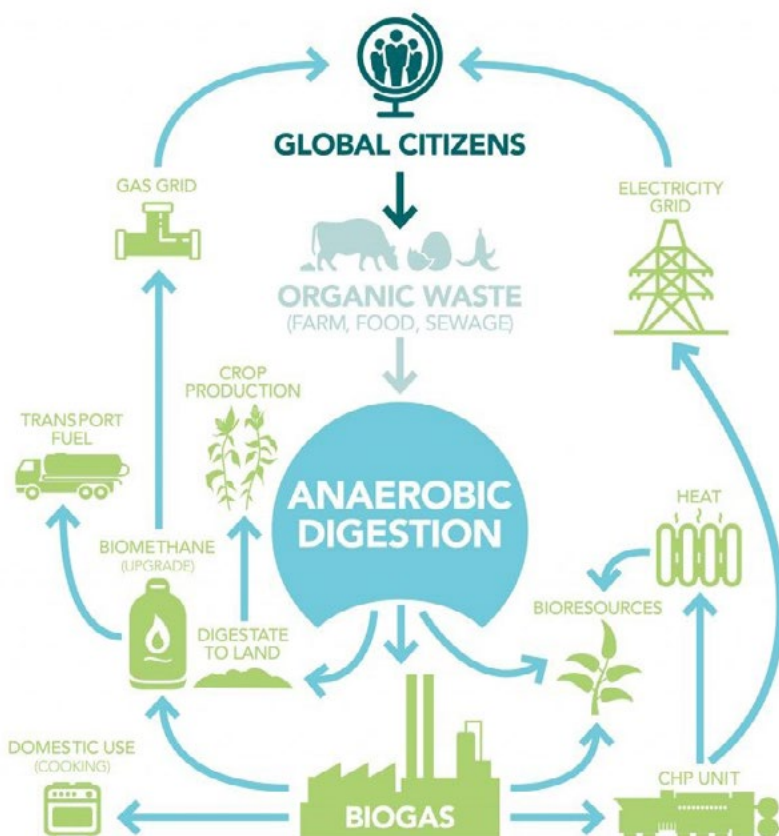 GLOBAL CITIZENS
GAS GRID
ELECTRICITY
GRID
ORGANIC WASTE
(FARM, FOOD, SEWAGE)
CROP
PRODUCTION
TRANSPORT
FUEL
ANAEROBIC
DIGESTION
HEAT
BIOMETHANE
(UPGRADE)
DIGESTATE
TO LAND
BIORESOURCES
DOMESTIC USE
(COOKING)
BIOGAS
CHP UNIT